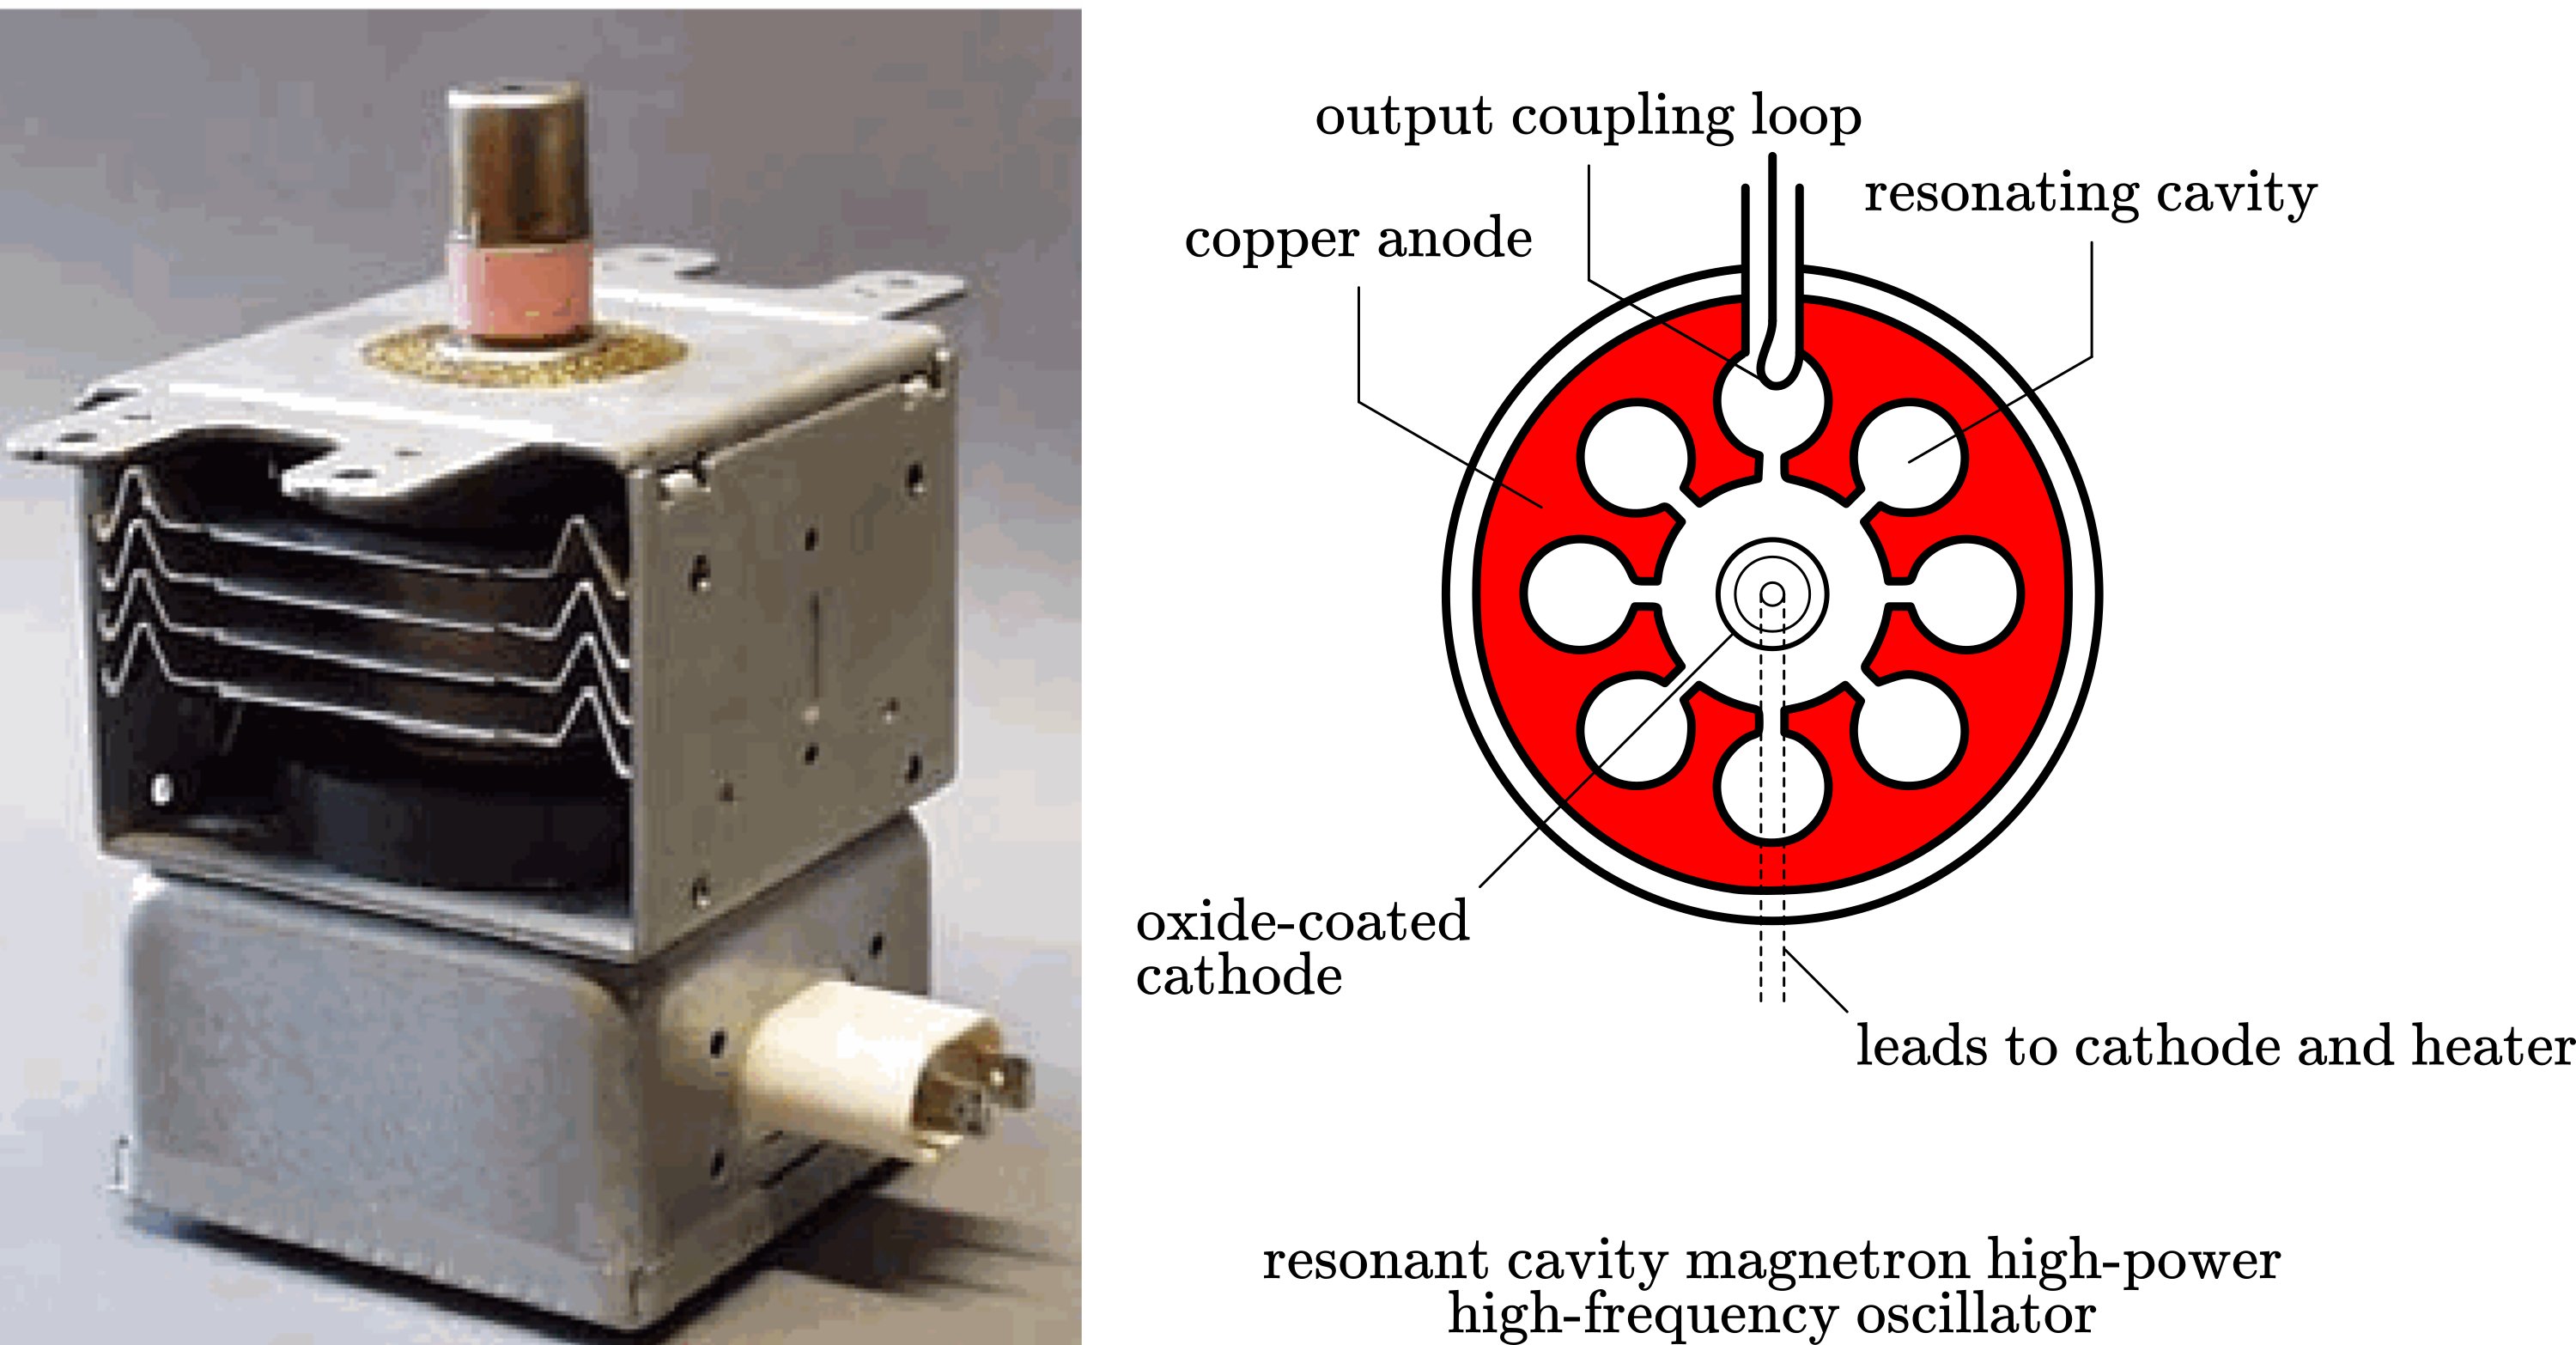 output coupling loop
resonating cavity
copper anode
oxide-coated
cathode
leads to cathode and heater
resonant cavity magnetron high-power
high-frequency oscillator